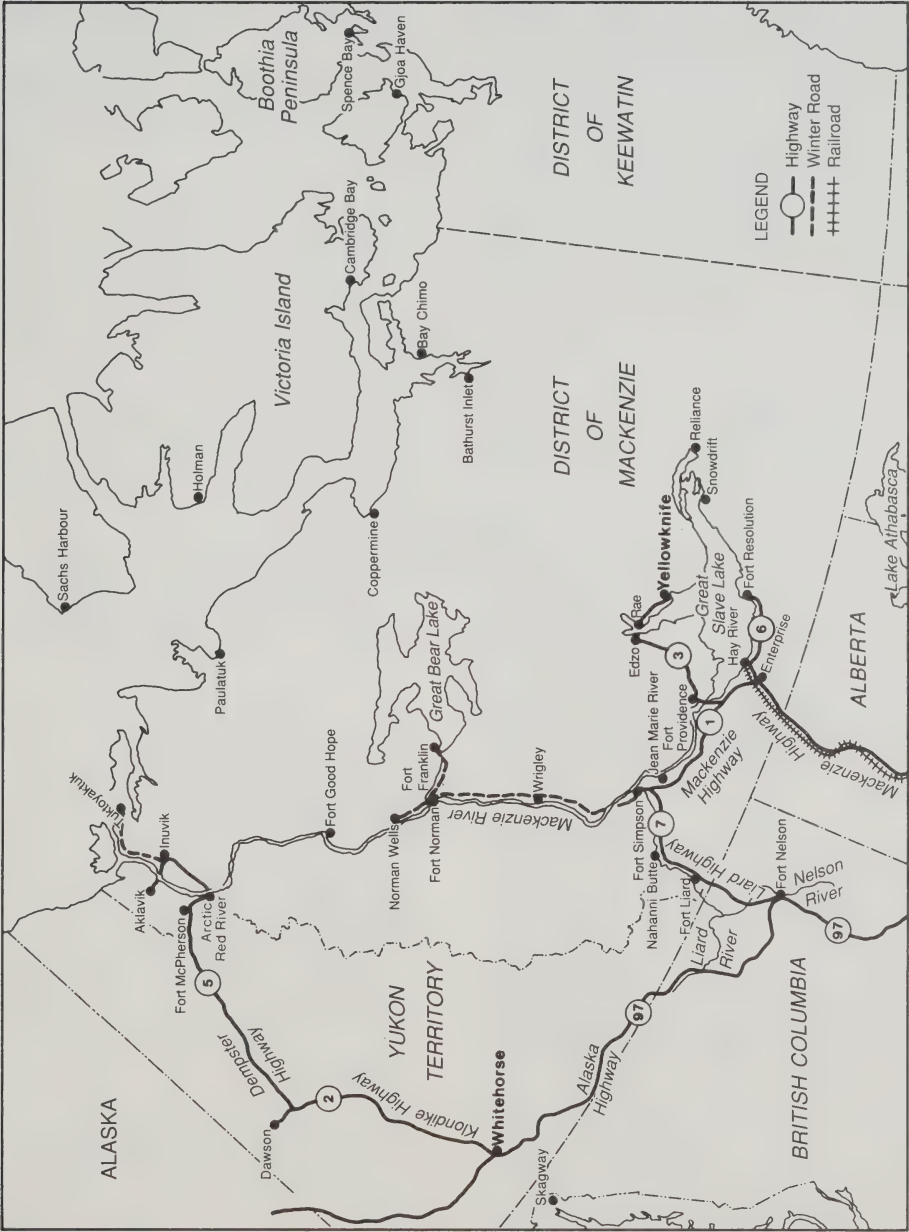 Boothia
Peninsula
Spence Bay
Gjoa Haven
Cambridge Bay
Victoria Island
Bay Chimo
Bathurst Inlet
Holman
Sachs Harbour
Coppermine
Paulatuk
Great Bear Lake
Fort
Franklin
Tuktoyaktuk
Inuvik
Aklavik
Fort McPherson
Arctic
Red River
Fort Good Hope
Norman Wells
Fort Norman
Mackenzie River
Wrigley
DISTRICT
OF
KEEWATIN
DISTRICT
OF
MACKENZIE
LEGEND
Highway
Winter Road
Railroad
Reliance
Snowdrift
Yellowknife
Rae
Edzo
Great
Slave Lake
Fort Resolution
Hay River
Enterprise
3
6
1
Jean Marie River
Fort
Providence
Mackenzie
Highway
Mackenzie
Highway
Fort Simpson
7
Nahanni Butte
Liard Highway
Fort Liard
Fort Nelson
Nelson
River
97
Liard
River
97
Alaska
Highway
Lake Athabasca
ALBERTA
BRITISH COLUMBIA
YUKON
TERRITORY
Dempster
Highway
5
2
Klondike Highway
Dawson
Whitehorse
Skagway
ALASKA